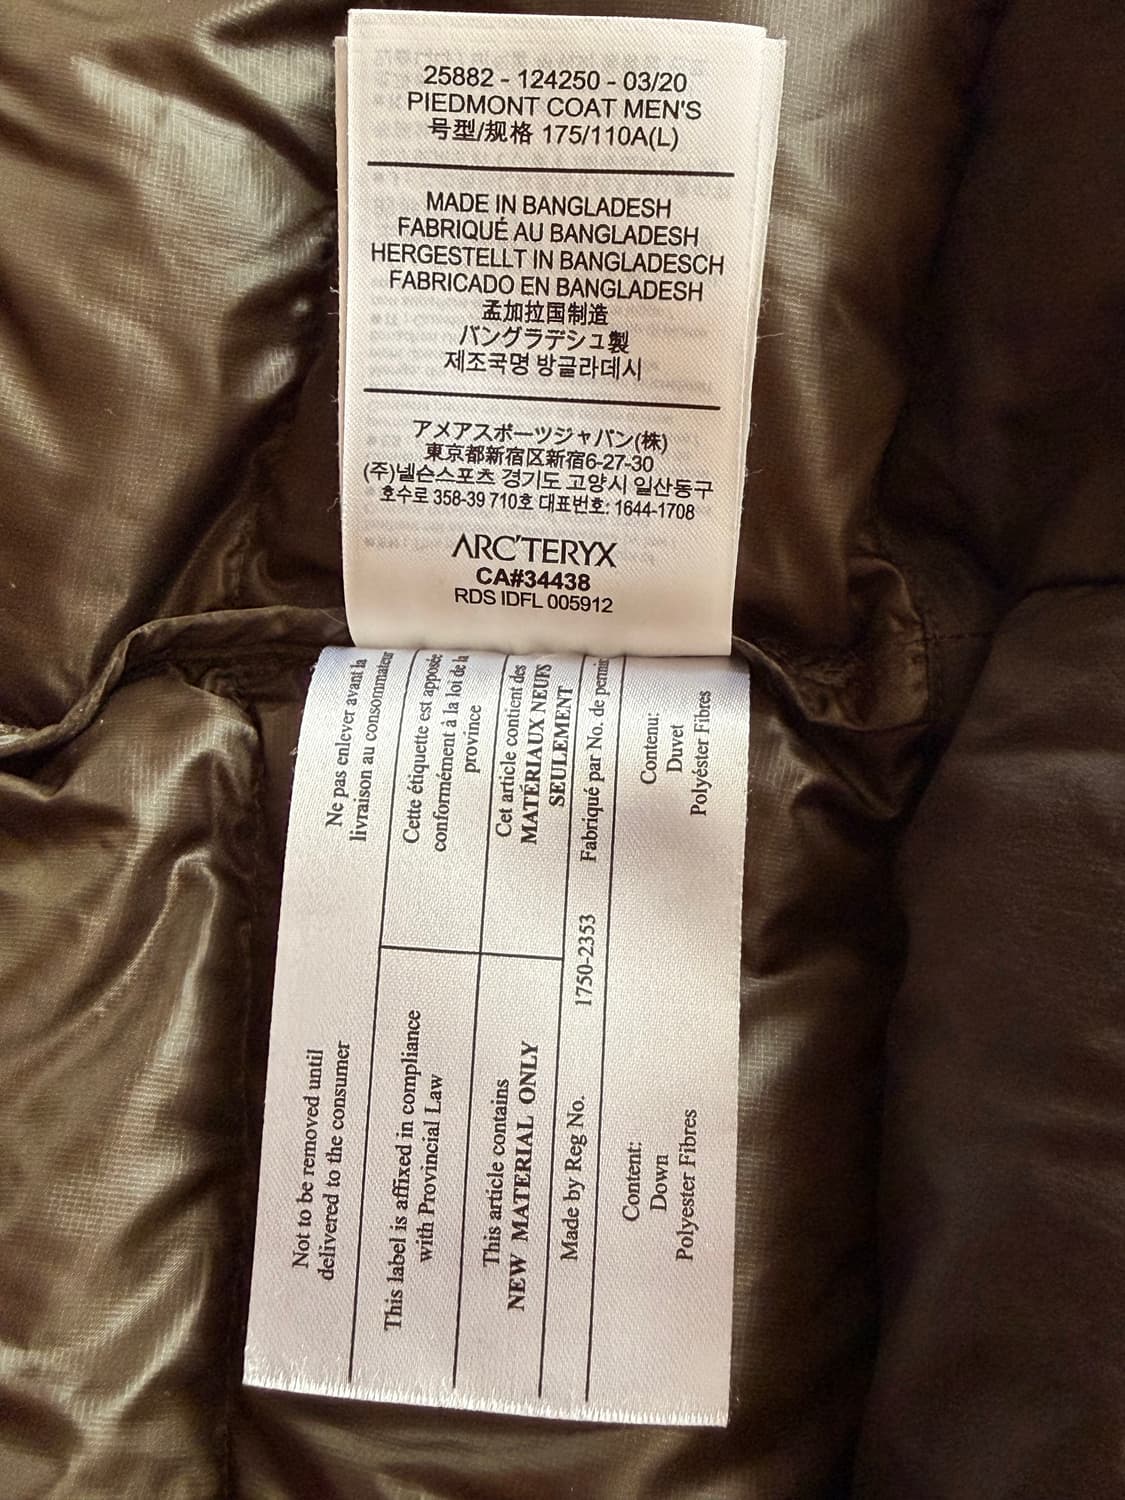 25882 - 124250 - 03/20
PIEDMONT COAT MEN'S
号型/规格 175/110A(L)
MADE IN BANGLADESH
FABRIQUÉ AU BANGLADESH
HERGESTELLT IN BANGLADESCH
FABRICADO EN BANGLADESH
孟加拉国制造
バングラデシュ製
제조국명 방글라데시
アメアスポーツジャパン(株)
東京都新宿区新宿6-27-30
(주)넬슨스포츠 경기도 고양시 일산동구
호수로 358-39 710호 대표번호: 1644-1708
ARC'TERYX
CA#34438
RDS IDFL 005912
Not to be removed until
delivered to the consumer
Ne pas enlever avant la
livraison au consommateur
This label is affixed in compliance
with Provincial Law
Cette étiquette est apposée
conformément à la loi de la
province
This article contains
NEW MATERIAL ONLY
Cet article contient des
MATÉRIAUX NEUFS
SEULEMENT
Made by Reg No. 1750-2353 Fabriqué par No. de permis
Content:
Down
Polyester Fibres
Contenu:
Duvet
Polyéster Fibres